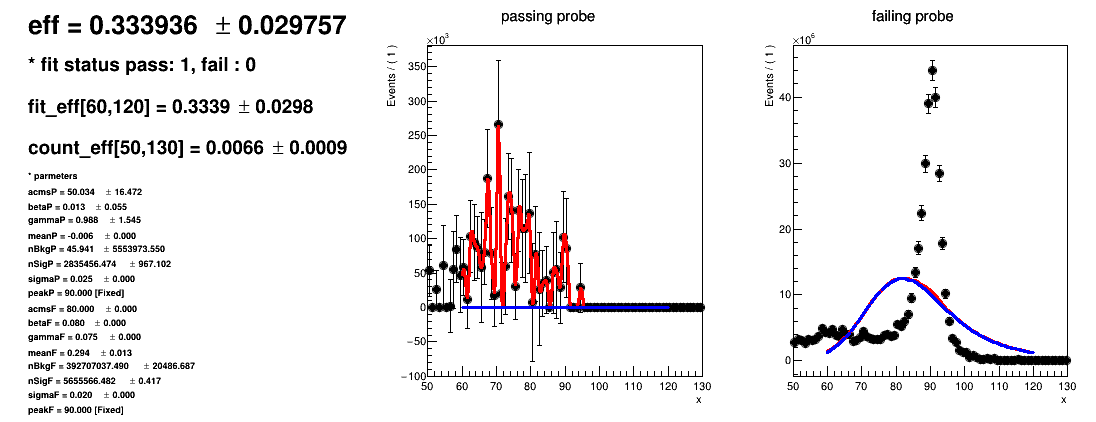 eff = 0.333936 ± 0.029757
* fit status pass: 1, fail : 0
fit_eff[60,120] = 0.3339 ± 0.0298
count_eff[50,130] = 0.0066 ± 0.0009
* parmeters
acmsP = 50.034 ± 16.472
betaP = 0.013 ± 0.055
gammaP = 0.988 ± 1.545
meanP = -0.006 ± 0.000
nBkgP = 45.941 ± 5553973.550
nSigP = 2835456.474 ± 967.102
sigmaP = 0.025 ± 0.000
peakP = 90.000 [Fixed]
acmsF = 80.000 ± 0.000
betaF = 0.080 ± 0.000
gammaF = 0.075 ± 0.000
meanF = 0.294 ± 0.013
nBkgF = 392707037.490 ± 20486.687
nSigF = 5655566.482 ± 0.417
sigmaF = 0.020 ± 0.000
peakF = 90.000 [Fixed]
passing probe
×10³
Events / ( 1 )
350
300
250
200
150
100
50
0
−50
−100
50 60 70 80 90 100 110 120 130
x
failing probe
×10⁶
Events / ( 1 )
40
30
20
10
0
50 60 70 80 90 100 110 120 130
x